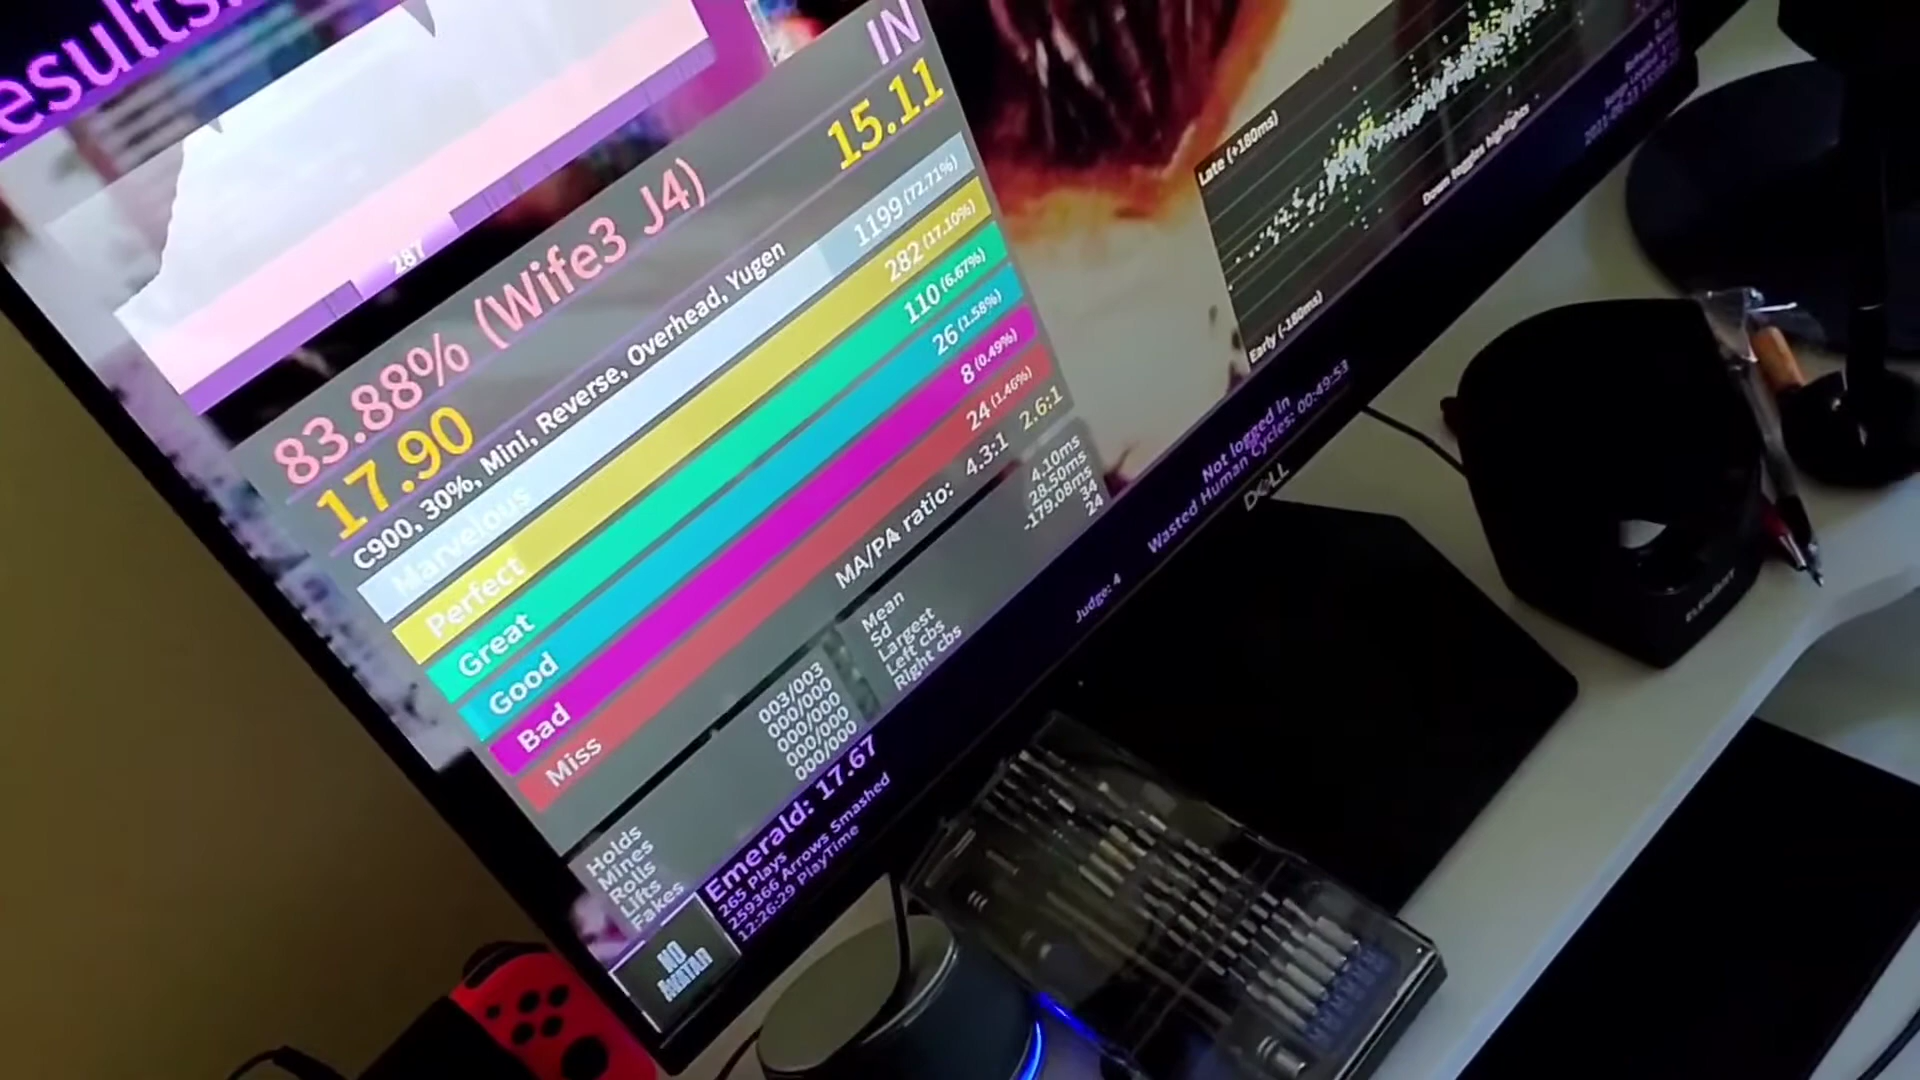 esults
IN
287
83.88% (Wife3 J4)
17.90
15.11
C900, 30%, Mini, Reverse, Overhead, Yugen
Marvelous 1199 (72.71%)
Perfect 282 (17.10%)
Great 110 (6.67%)
Good 26 (1.58%)
Bad 8 (0.49%)
Miss 24 (1.46%)
MA/PA ratio: 4.3:1 2.6:1
Mean 4.10ms
Sd 28.50ms
Largest -179.08ms
Left cbs 34
Right cbs 24
Holds 003/003
Mines 000/000
Rolls 000/000
Lifts 000/000
Fakes 000/000
NO AVATAR
Emerald: 17.67
265 Plays
259366 Arrows Smashed
12:26:29 PlayTime
Late (+180ms)
Early (-180ms)
Down toggles highlights
Judge: 4
Not logged in
Wasted Human Cycles: 00:49:53
DELL